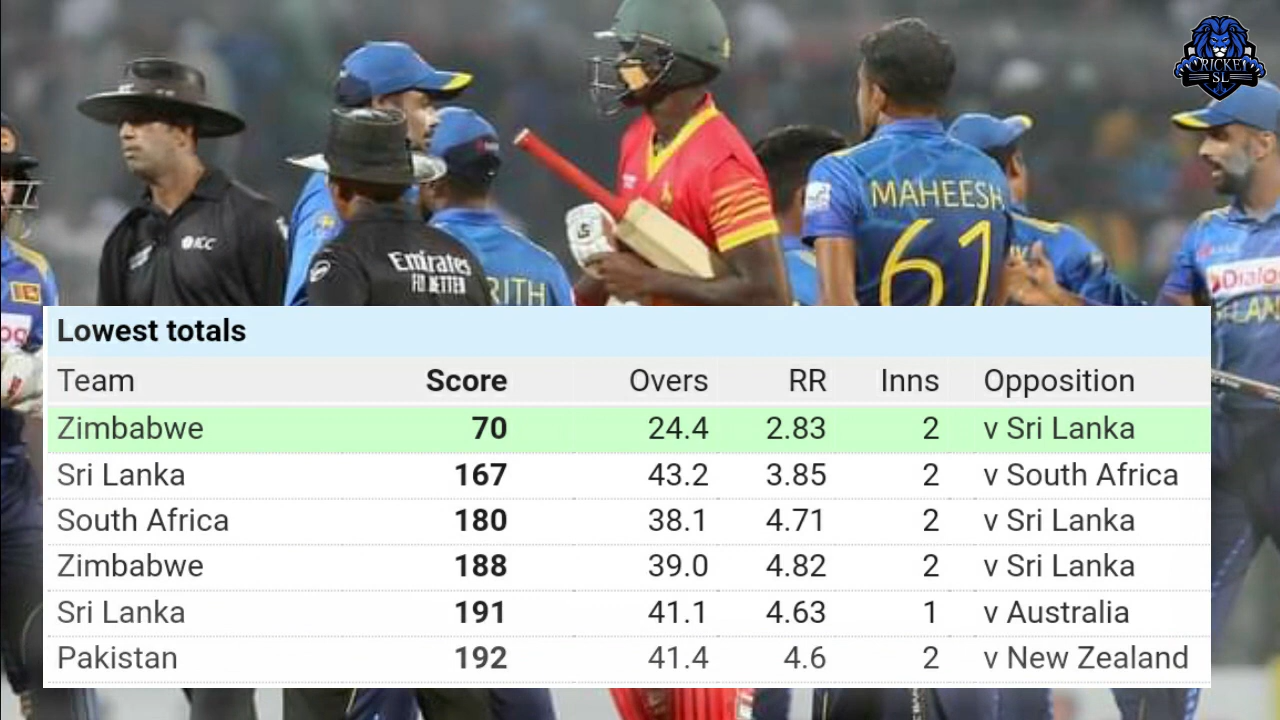 CRICKET
SL
ICC
Emirates
FLY BETTER
RITH
MAHEESH
61
Dialog
Lowest totals
Team Score Overs RR Inns Opposition
Zimbabwe 70 24.4 2.83 2 v Sri Lanka
Sri Lanka 167 43.2 3.85 2 v South Africa
South Africa 180 38.1 4.71 2 v Sri Lanka
Zimbabwe 188 39.0 4.82 2 v Sri Lanka
Sri Lanka 191 41.1 4.63 1 v Australia
Pakistan 192 41.4 4.6 2 v New Zealand